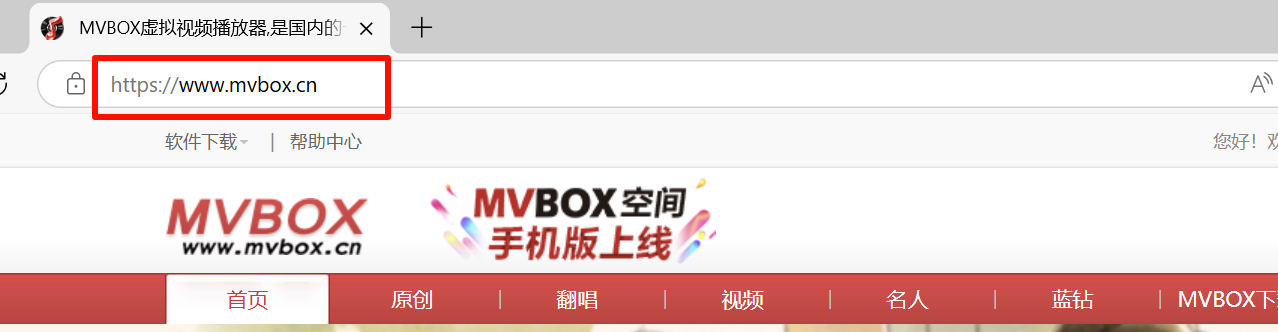 MVBOX虚拟视频播放器,是国内的
https://www.mvbox.cn
软件下载 | 帮助中心
您好！
MVBOX
www.mvbox.cn
MVBOX空间
手机版上线
首页 原创 | 翻唱 | 视频 | 名人 | 蓝钻 | MVBOX下